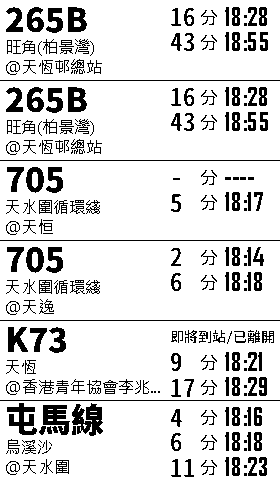 265B 16 分 18:28
旺角(柏景灣) 43 分 18:55
@天恆邨總站
265B 16 分 18:28
旺角(柏景灣) 43 分 18:55
@天恆邨總站
705 - 分 ----
天水圍循環綫 5 分 18:17
@天恒
705 2 分 18:14
天水圍循環綫 6 分 18:18
@天逸
K73 即將到站/已離開
天恆 9 分 18:21
@香港青年協會李兆... 17 分 18:29
屯馬線 4 分 18:16
烏溪沙 6 分 18:18
@天水圍 11 分 18:23